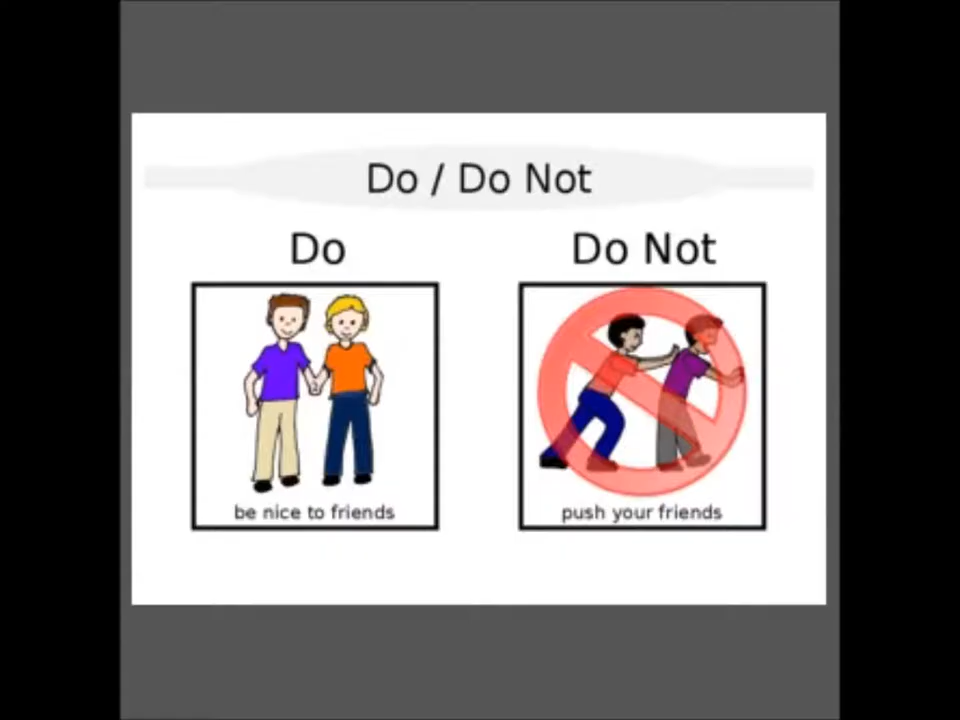 Do / Do Not
Do
Do Not
be nice to friends
push your friends